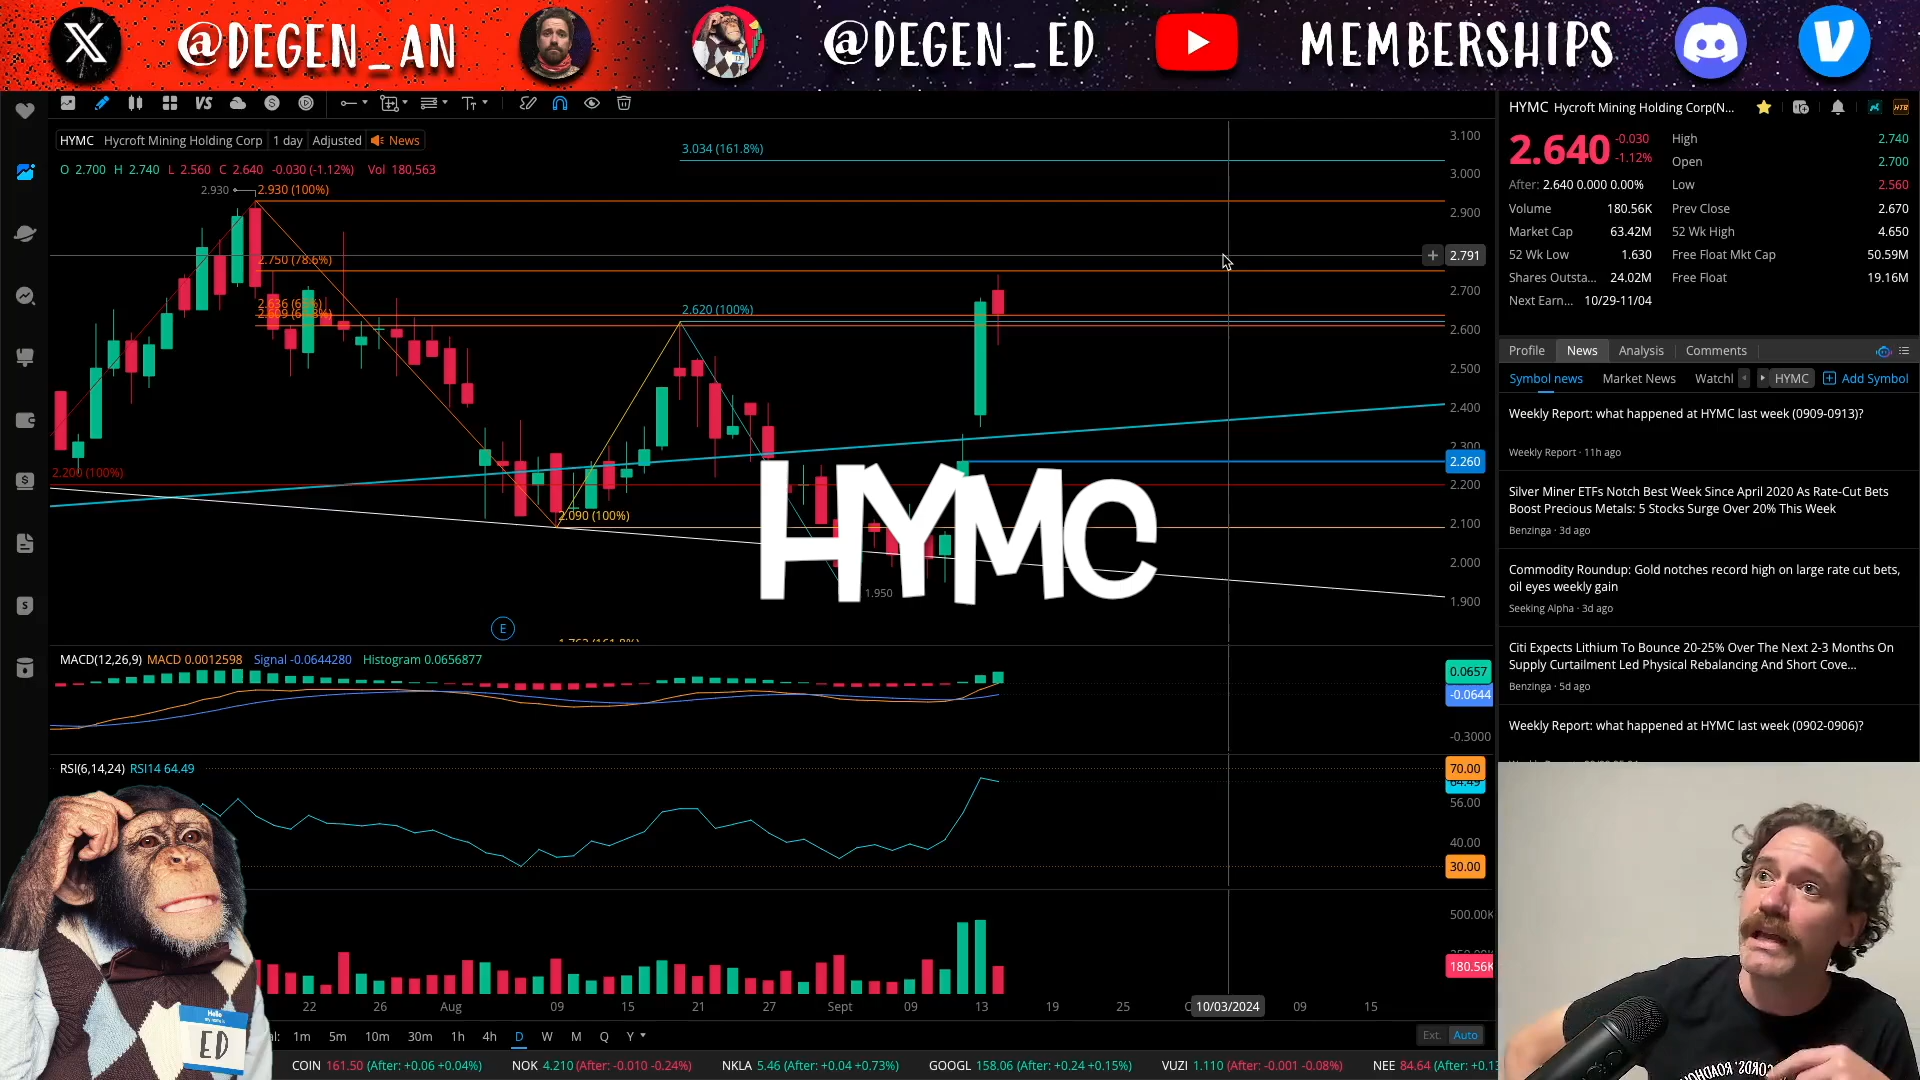 @DEGEN_AN @DEGEN_ED MEMBERSHIPS
VS
HYMC Hycroft Mining Holding Corp 1 day Adjusted News
O 2.700 H 2.740 L 2.560 C 2.640 -0.030 (-1.12%) Vol 180,563
3.034 (161.8%)
2.930
2.930 (100%)
2.750 (78.6%)
2.620 (100%)
2.200 (100%)
2.090 (100%)
1.950
HYMC
E
3.100
3.000
2.900
2.791
2.700
2.600
2.500
2.400
2.300
2.260
2.200
2.100
2.000
1.900
MACD(12,26,9) MACD 0.0012598 Signal -0.0644280 Histogram 0.0656877
0.0657
-0.0644
-0.3000
RSI(6,14,24) RSI14 64.49
70.00
56.00
40.00
30.00
500.00K
180.56K
22 26 Aug 09 15 21 27 Sept 09 13 19 25 10/03/2024 09 15
1m 5m 10m 30m 1h 4h D W M Q Y
Ext. Auto
COIN 161.50 (After: +0.06 +0.04%) NOK 4.210 (After: -0.010 -0.24%) NKLA 5.46 (After: +0.04 +0.73%) GOOGL 158.06 (After: +0.24 +0.15%) VUZI 1.110 (After: -0.001 -0.08%) NEE 84.64 (After: +0.1
HYMC Hycroft Mining Holding Corp(N...
2.640 -0.030 -1.12%
After: 2.640 0.000 0.00%
High 2.740
Open 2.700
Low 2.560
Volume 180.56K Prev Close 2.670
Market Cap 63.42M 52 Wk High 4.650
52 Wk Low 1.630 Free Float Mkt Cap 50.59M
Shares Outsta... 24.02M Free Float 19.16M
Next Earn... 10/29-11/04
Profile News Analysis Comments
Symbol news Market News Watchl HYMC Add Symbol
Weekly Report: what happened at HYMC last week (0909-0913)?
Weekly Report · 11h ago
Silver Miner ETFs Notch Best Week Since April 2020 As Rate-Cut Bets
Boost Precious Metals: 5 Stocks Surge Over 20% This Week
Benzinga · 3d ago
Commodity Roundup: Gold notches record high on large rate cut bets,
oil eyes weekly gain
Seeking Alpha · 3d ago
Citi Expects Lithium To Bounce 20-25% Over The Next 2-3 Months On
Supply Curtailment Led Physical Rebalancing And Short Cove...
Benzinga · 5d ago
Weekly Report: what happened at HYMC last week (0902-0906)?
Hello
my name is
ED